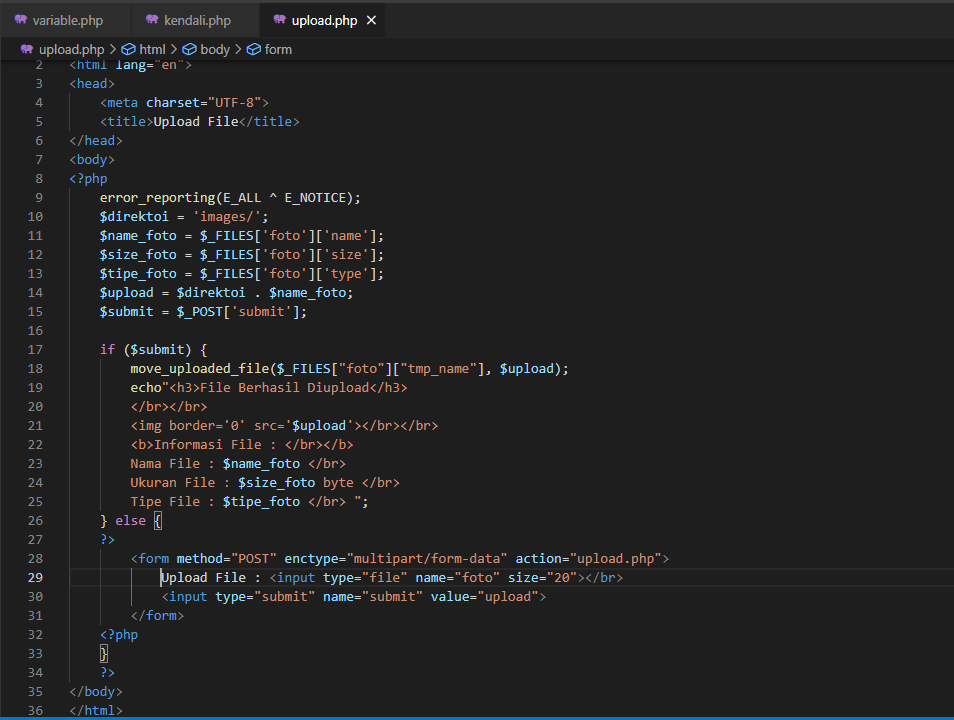 variable.php kendali.php upload.php ×
upload.php > html > body > form
2 <html lang="en">
3 <head>
4 <meta charset="UTF-8">
5 <title>Upload File</title>
6 </head>
7 <body>
8 <?php
9 error_reporting(E_ALL ^ E_NOTICE);
10 $direktoi = 'images/';
11 $name_foto = $_FILES['foto']['name'];
12 $size_foto = $_FILES['foto']['size'];
13 $tipe_foto = $_FILES['foto']['type'];
14 $upload = $direktoi . $name_foto;
15 $submit = $_POST['submit'];
16
17 if ($submit) {
18 move_uploaded_file($_FILES["foto"]["tmp_name"], $upload);
19 echo"<h3>File Berhasil Diupload</h3>
20 </br></br>
21 <img border='0' src='$upload'></br></br>
22 <b>Informasi File : </br></b>
23 Nama File : $name_foto </br>
24 Ukuran File : $size_foto byte </br>
25 Tipe File : $tipe_foto </br> ";
26 } else {
27 ?>
28 <form method="POST" enctype="multipart/form-data" action="upload.php">
29 Upload File : <input type="file" name="foto" size="20"></br>
30 <input type="submit" name="submit" value="upload">
31 </form>
32 <?php
33 }
34 ?>
35 </body>
36 </html>